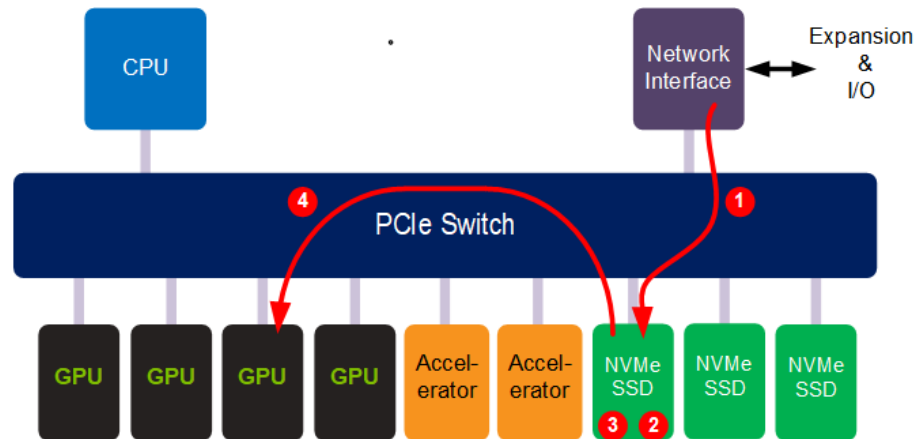 CPU
Network
Interface
Expansion
&
I/O
4
1
PCIe Switch
GPU
GPU
GPU
GPU
Accel-
erator
Accel-
erator
NVMe
SSD
3
2
NVMe
SSD
NVMe
SSD